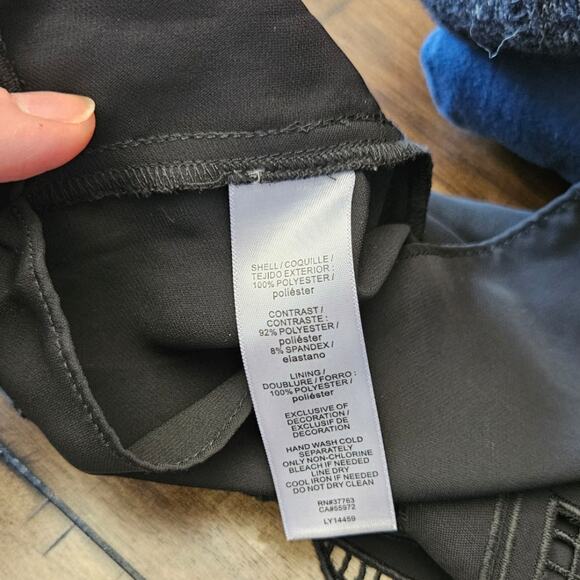 SHELL / COQUILLE /
TEJIDO EXTERIOR :
100% POLYESTER /
poliéster
CONTRAST /
CONTRASTE :
92% POLYESTER /
poliéster
8% SPANDEX /
elastano
LINING /
DOUBLURE / FORRO :
100% POLYESTER /
poliéster
EXCLUSIVE OF
DECORATION /
EXCLUSIF DE
DECORATION
HAND WASH COLD
SEPARATELY
ONLY NON-CHLORINE
BLEACH IF NEEDED
LINE DRY
COOL IRON IF NEEDED
DO NOT DRY CLEAN
RN#37763
CA#55972
LY14459